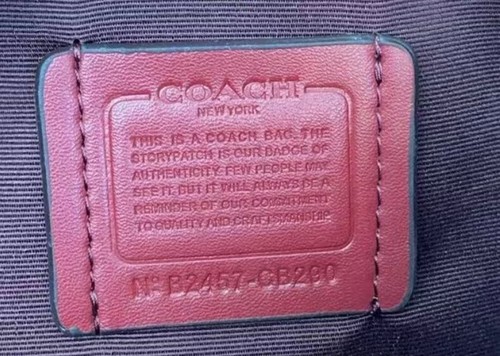 COACH
NEW YORK
THIS IS A COACH BAG. THE
STORYPATCH IS OUR BADGE OF
AUTHENTICITY. FEW PEOPLE MAY
SEE IT. BUT IT WILL ALWAYS BE A
REMINDER OF OUR COMMITMENT
TO QUALITY AND CRAFTSMANSHIP.
Nº B2457-CB290